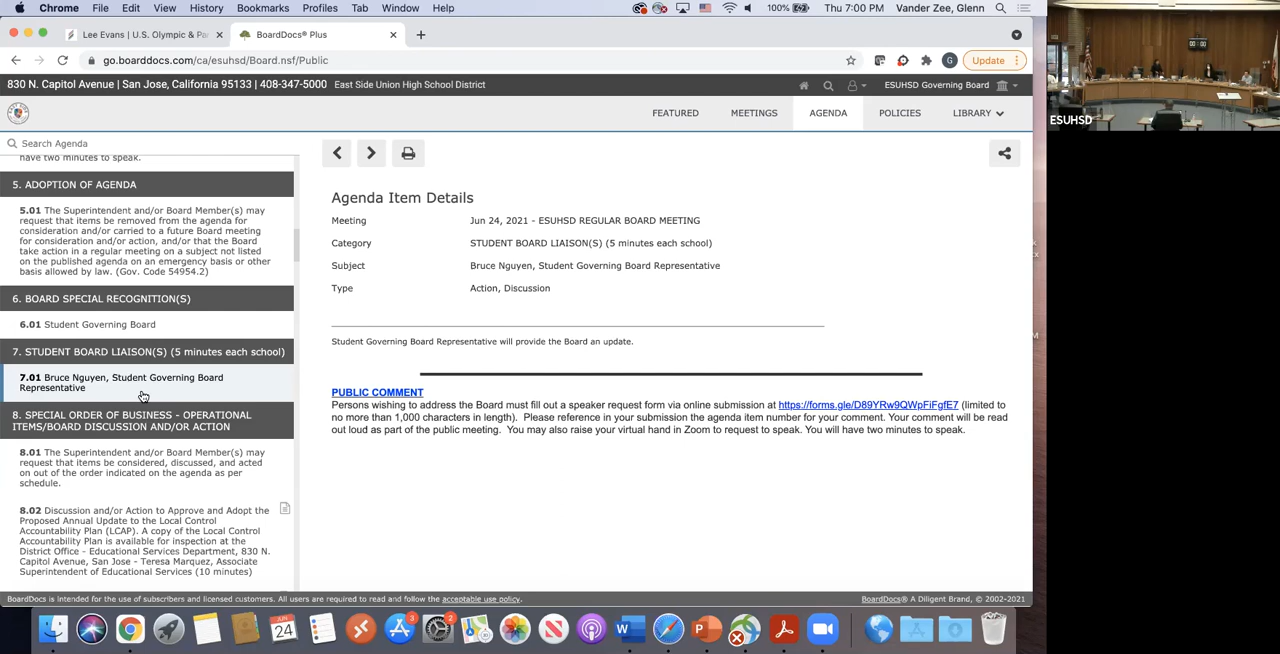 Chrome File Edit View History Bookmarks Profiles Tab Window Help 100% Thu 7:00 PM Vander Zee, Glenn
Lee Evans | U.S. Olympic & Pa
BoardDocs® Plus
go.boarddocs.com/ca/esuhsd/Board.nsf/Public
G
Update
00:00
ESUHSD
830 N. Capitol Avenue | San Jose, California 95133 | 408-347-5000 East Side Union High School District
ESUHSD Governing Board
FEATURED MEETINGS AGENDA POLICIES LIBRARY
Search Agenda
have two minutes to speak.
5. ADOPTION OF AGENDA
5.01 The Superintendent and/or Board Member(s) may
request that items be removed from the agenda for
consideration and/or carried to a future Board meeting
for consideration and/or action, and/or that the Board
take action in a regular meeting on a subject not listed
on the published agenda on an emergency basis or other
basis allowed by law. (Gov. Code 54954.2)
6. BOARD SPECIAL RECOGNITION(S)
6.01 Student Governing Board
7. STUDENT BOARD LIAISON(S) (5 minutes each school)
7.01 Bruce Nguyen, Student Governing Board
Representative
8. SPECIAL ORDER OF BUSINESS - OPERATIONAL
ITEMS/BOARD DISCUSSION AND/OR ACTION
8.01 The Superintendent and/or Board Member(s) may
request that items be considered, discussed, and acted
on out of the order indicated on the agenda as per
schedule.
8.02 Discussion and/or Action to Approve and Adopt the
Proposed Annual Update to the Local Control
Accountability Plan (LCAP). A copy of the Local Control
Accountability Plan is available for inspection at the
District Office - Educational Services Department, 830 N.
Capitol Avenue, San Jose - Teresa Marquez, Associate
Superintendent of Educational Services (10 minutes)
Agenda Item Details
Meeting Jun 24, 2021 - ESUHSD REGULAR BOARD MEETING
Category STUDENT BOARD LIAISON(S) (5 minutes each school)
Subject Bruce Nguyen, Student Governing Board Representative
Type Action, Discussion
Student Governing Board Representative will provide the Board an update.
PUBLIC COMMENT
Persons wishing to address the Board must fill out a speaker request form via online submission at https://forms.gle/D89YRw9QWpFiFgfE7 (limited to
no more than 1,000 characters in length). Please reference in your submission the agenda item number for your comment. Your comment will be read
out loud as part of the public meeting. You may also raise your virtual hand in Zoom to request to speak. You will have two minutes to speak.
BoardDocs is intended for the use of subscribers and licensed customers. All users are required to read and follow the acceptable use policy.
BoardDocs® A Diligent Brand, © 2002-2021
JUN
24
3
2
W
P